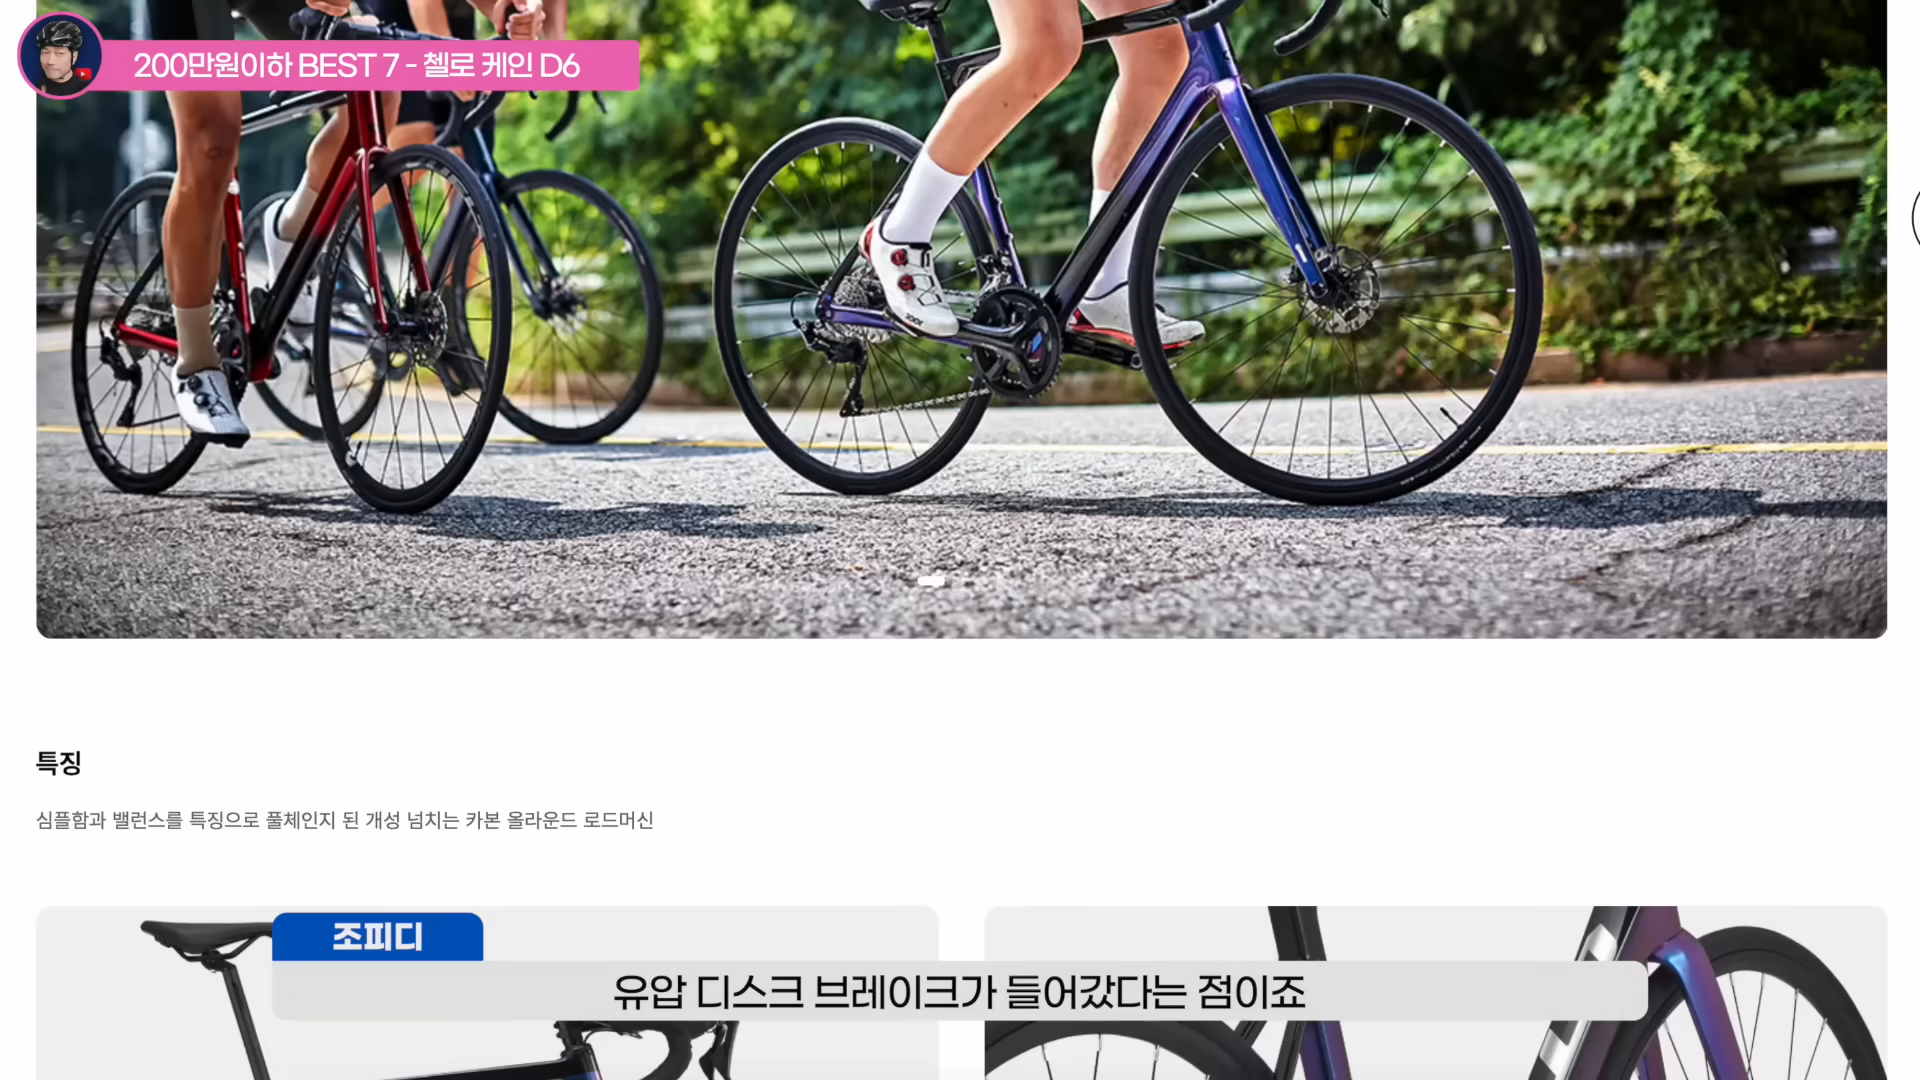 200만원이하 BEST 7 - 첼로 케인 D6
특징
심플함과 밸런스를 특징으로 풀체인지 된 개성 넘치는 카본 올라운드 로드머신
조피디
유압 디스크 브레이크가 들어갔다는 점이죠